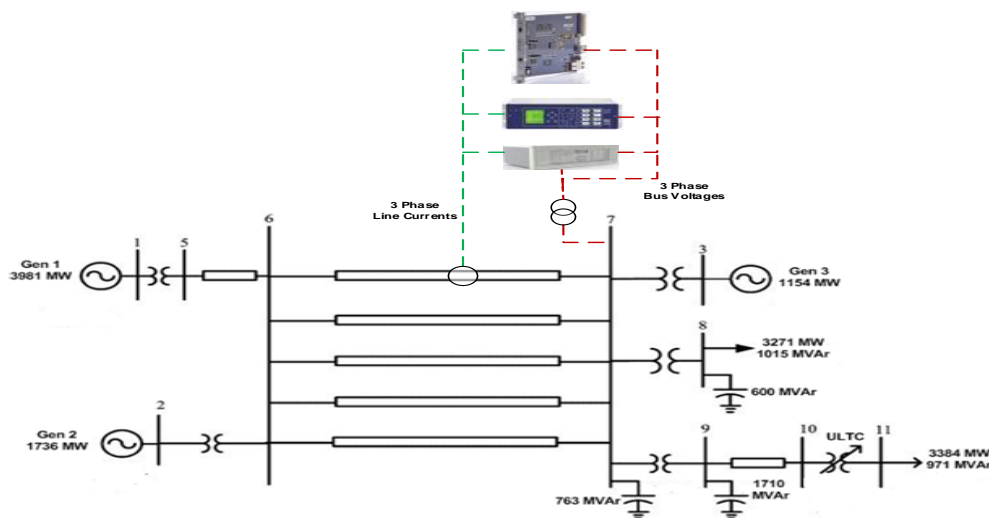 3 Phase
Line Currents
3 Phase
Bus Voltages
6
7
1
5
3
Gen 1
3981 MW
Gen 3
1154 MW
8
3271 MW
1015 MVAr
600 MVAr
2
Gen 2
1736 MW
9
10
ULTC
11
3384 MW
971 MVAr
1710
MVAr
763 MVAr